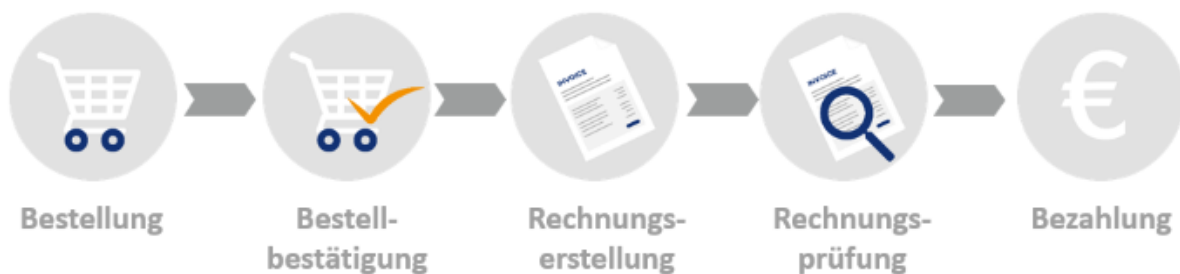 INVOICE
INVOICE
Bestellung
Bestell-
bestätigung
Rechnungs-
erstellung
Rechnungs-
prüfung
Bezahlung
€